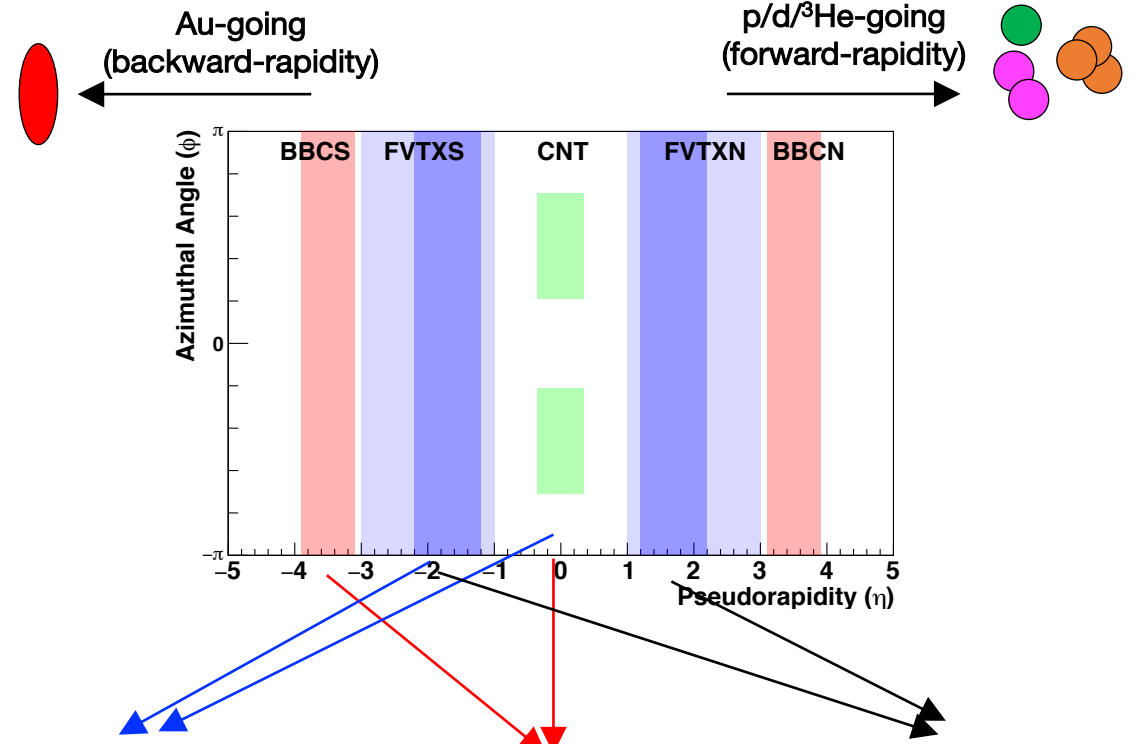 Au-going
(backward-rapidity)
p/d/³He-going
(forward-rapidity)
BBCS FVTXS CNT FVTXN BBCN
Azimuthal Angle (ϕ)
π
0
−π
−5 −4 −3 −2 −1 0 1 2 3 4 5
Pseudorapidity (η)